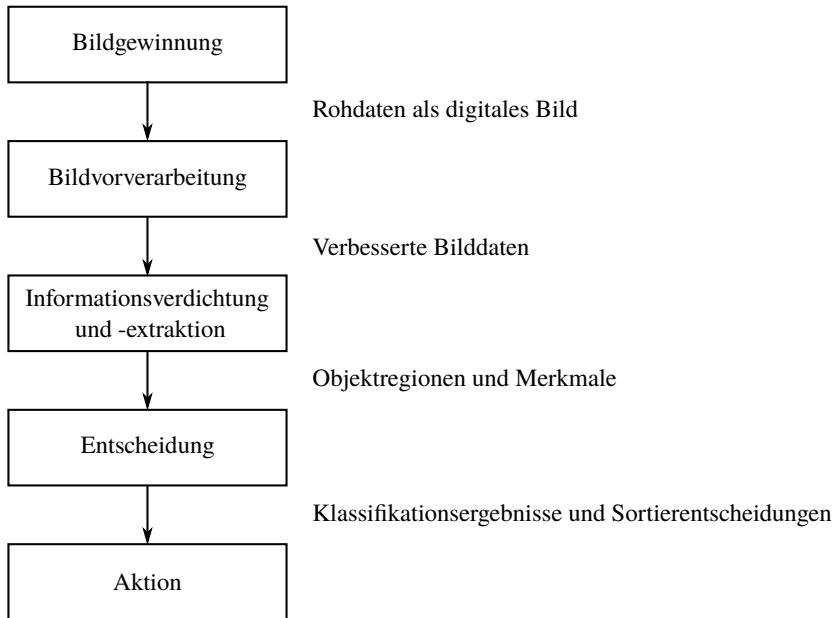 Bildgewinnung
Rohdaten als digitales Bild
Bildvorverarbeitung
Verbesserte Bilddaten
Informationsverdichtung
und -extraktion
Objektregionen und Merkmale
Entscheidung
Klassifikationsergebnisse und Sortierentscheidungen
Aktion